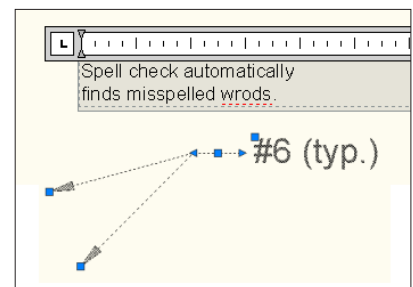 L
Spell check automatically
finds misspelled wrods.
#6 (typ.)